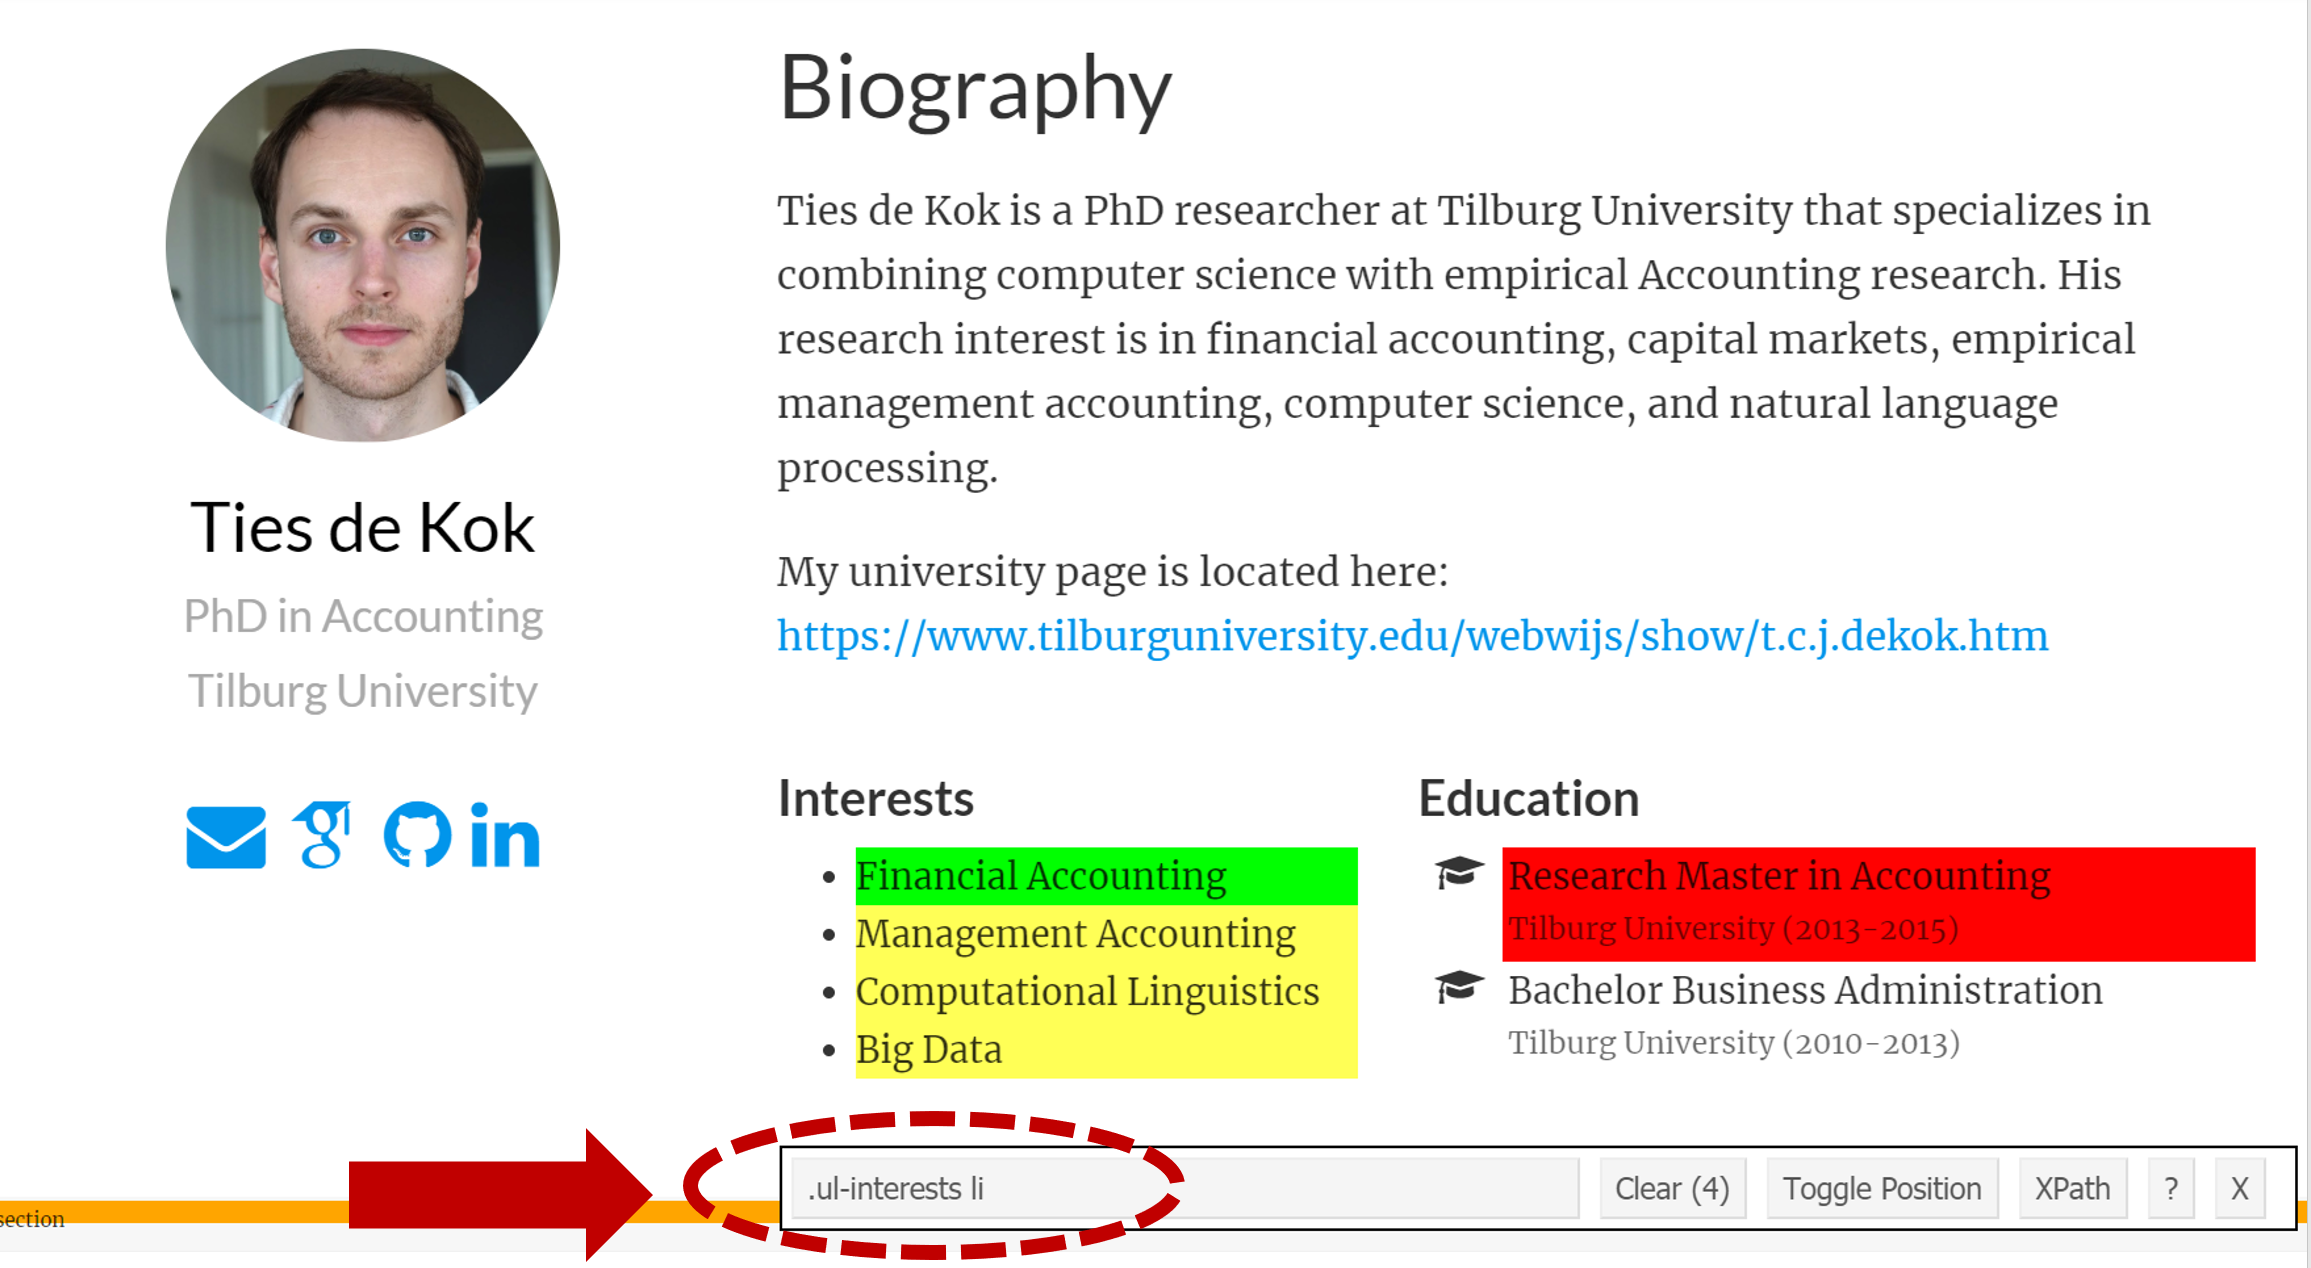 Biography
Ties de Kok is a PhD researcher at Tilburg University that specializes in
combining computer science with empirical Accounting research. His
research interest is in financial accounting, capital markets, empirical
management accounting, computer science, and natural language
processing.
My university page is located here:
https://www.tilburguniversity.edu/webwijs/show/t.c.j.dekok.htm
Ties de Kok
PhD in Accounting
Tilburg University
in
Interests
Financial Accounting
Management Accounting
Computational Linguistics
Big Data
Education
Research Master in Accounting
Tilburg University (2013-2015)
Bachelor Business Administration
Tilburg University (2010-2013)
section
.ul-interests li
Clear (4)
Toggle Position
XPath
?
X